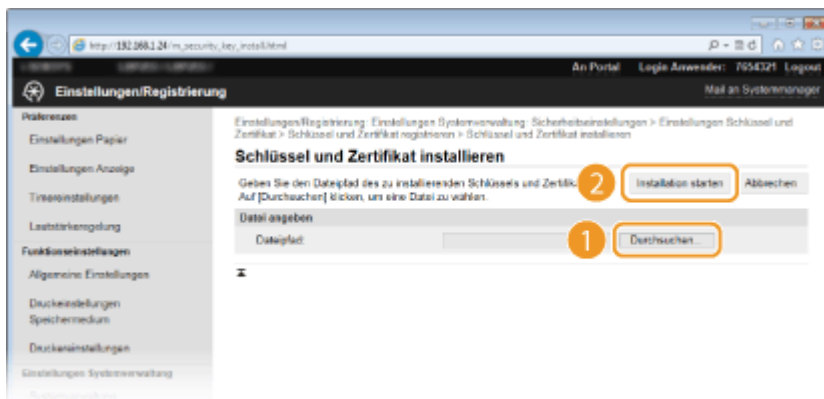 http://192.168.1.24/m_security_key_install.html
An Portal Login Anwender: 7654321 Logout
Einstellungen/Registrierung
Mail an Systemmanager
Präferenzen
Einstellungen Papier
Einstellungen Anzeige
Timereinstellungen
Lautstärkeregelung
Funktionseinstellungen
Allgemeine Einstellungen
Druckeinstellungen
Speichermedium
Druckereinstellungen
Einstellungen Systemverwaltung
Einstellungen/Registrierung: Einstellungen Systemverwaltung: Sicherheitseinstellungen > Einstellungen Schlüssel und
Zertifikat > Schlüssel und Zertifikat registrieren > Schlüssel und Zertifikat installieren
Schlüssel und Zertifikat installieren
Geben Sie den Dateipfad des zu installierenden Schlüssels und Zertifik
2
Installation starten
Abbrechen
Auf [Durchsuchen] klicken, um eine Datei zu wählen.
Datei angeben
Dateipfad:
1
Durchsuchen...